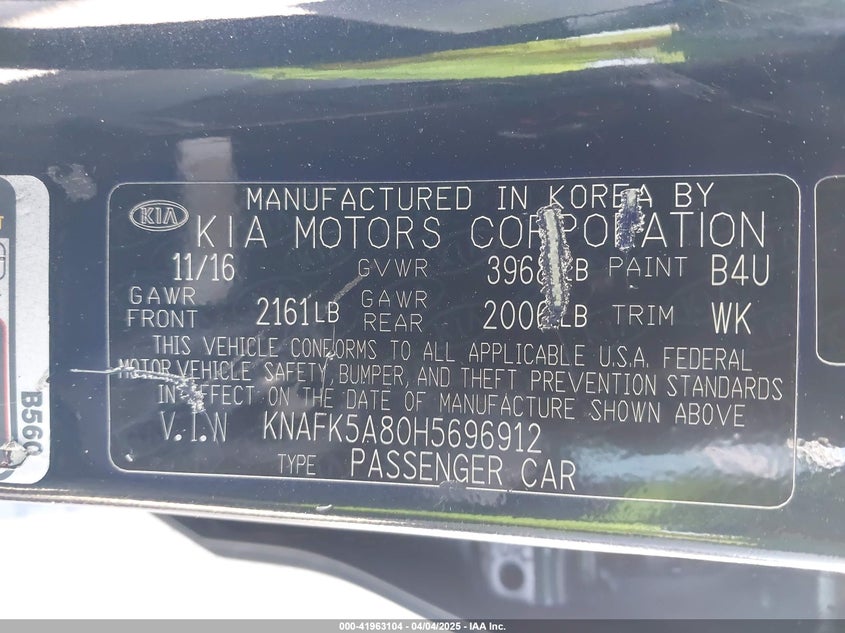 MANUFACTURED IN KOREA BY
KIA
KIA MOTORS CORPORATION
11/16 GVWR PAINT B4U
GAWR FRONT 2161LB GAWR REAR TRIM WK
THIS VEHICLE CONFORMS TO ALL APPLICABLE U.S.A. FEDERAL
MOTOR VEHICLE SAFETY, BUMPER, AND THEFT PREVENTION STANDARDS
IN EFFECT ON THE DATE OF MANUFACTURE SHOWN ABOVE
V.I.N KNAFK5A80H5696912
TYPE PASSENGER CAR
B560
000-41963104 - 04/04/2025 - IAA Inc.